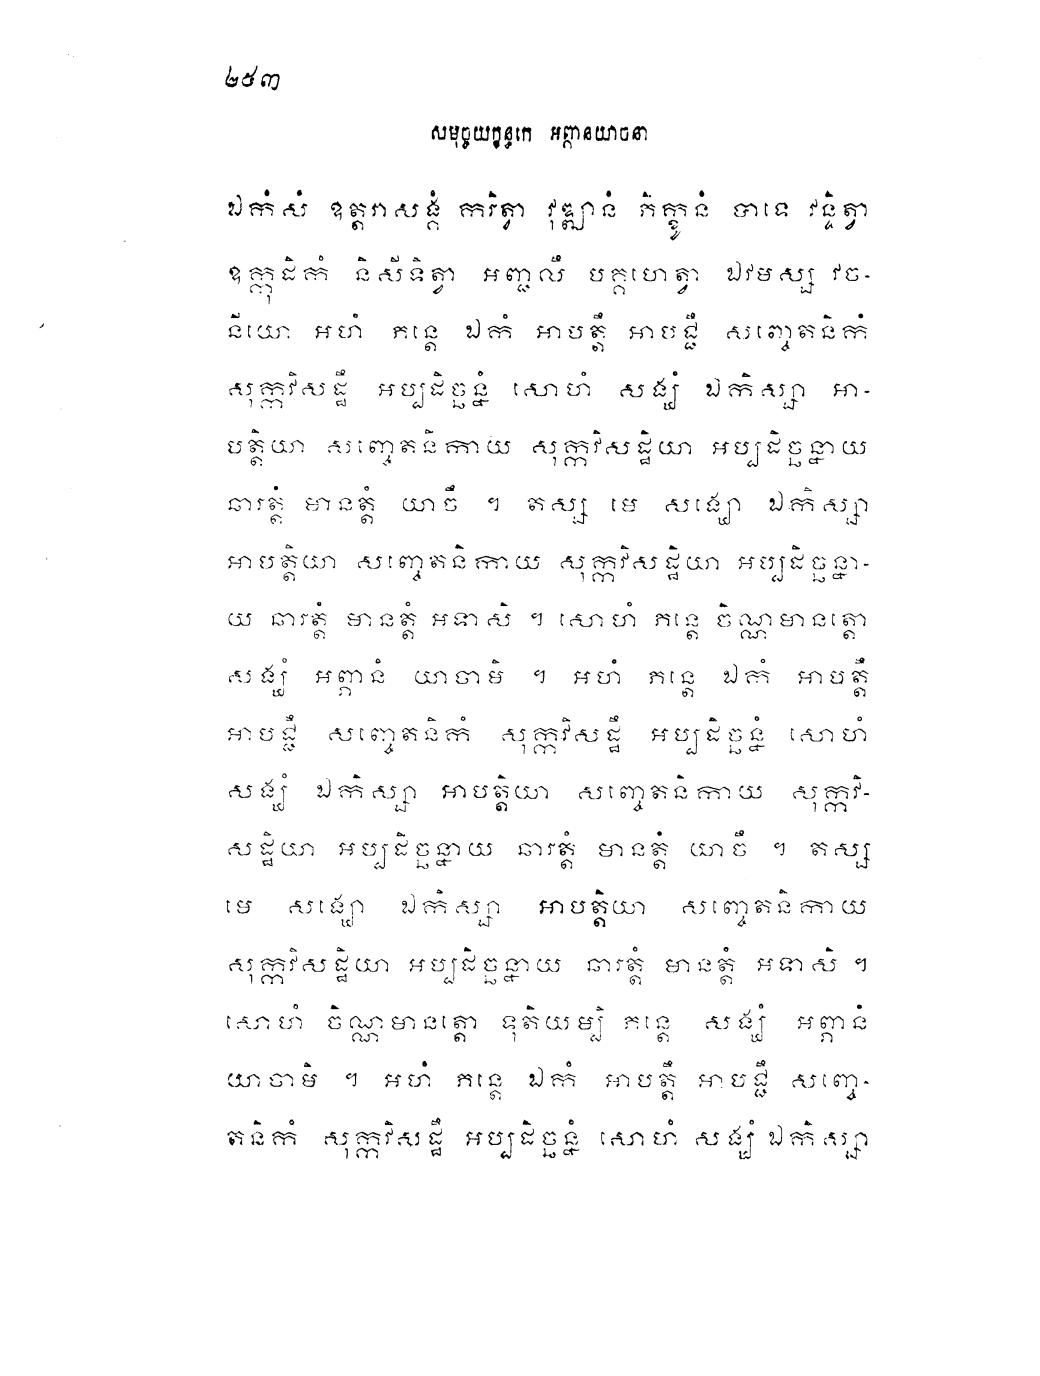 ២៥៣
សមុច្ចយក្ខន្ធកេ អព្ភានយាចនា
ឯកំសំ ឧត្តរាសង្គំ ករិត្វា វុឌ្ឍានំ ភិក្ខូនំ បាទេ វន្ទិត្វា
ឧក្កុដិកំ និសីទិត្វា អញ្ជលឹ បគ្គហេត្វា ឯវមស្ស វច-
នីយោ អហំ ភន្តេ ឯកំ អាបត្តឹ អាបជ្ជឹ សញ្ចេតនិកំ
សុក្កវិសដ្ឋឹ អប្បដិច្ឆន្នំ សោហំ សង្ឃំ ឯកិស្សា អា-
បត្តិយា សញ្ចេតនិកាយ សុក្កវិសដ្ឋិយា អប្បដិច្ឆន្នាយ
ឆារត្តំ មានត្តំ យាចឹ ។ តស្ស មេ សង្ឃោ ឯកិស្សា
អាបត្តិយា សញ្ចេតនិកាយ សុក្កវិសដ្ឋិយា អប្បដិច្ឆន្នា-
យ ឆារត្តំ មានត្តំ អទាសិ ។ សោហំ ភន្តេ ចិណ្ណមានត្តោ
សង្ឃំ អព្ភានំ យាចាមិ ។ អហំ ភន្តេ ឯកំ អាបត្តឹ
អាបជ្ជឹ សញ្ចេតនិកំ សុក្កវិសដ្ឋឹ អប្បដិច្ឆន្នំ សោហំ
សង្ឃំ ឯកិស្សា អាបត្តិយា សញ្ចេតនិកាយ សុក្កវិ-
សដ្ឋិយា អប្បដិច្ឆន្នាយ ឆារត្តំ មានត្តំ យាចឹ ។ តស្ស
មេ សង្ឃោ ឯកិស្សា អាបត្តិយា សញ្ចេតនិកាយ
សុក្កវិសដ្ឋិយា អប្បដិច្ឆន្នាយ ឆារត្តំ មានត្តំ អទាសិ ។
សោហំ ចិណ្ណមានត្តោ ទុតិយម្បិ ភន្តេ សង្ឃំ អព្ភានំ
យាចាមិ ។ អហំ ភន្តេ ឯកំ អាបត្តឹ អាបជ្ជឹ សញ្ចេ-
តនិកំ សុក្កវិសដ្ឋឹ អប្បដិច្ឆន្នំ សោហំ សង្ឃំ ឯកិស្សា